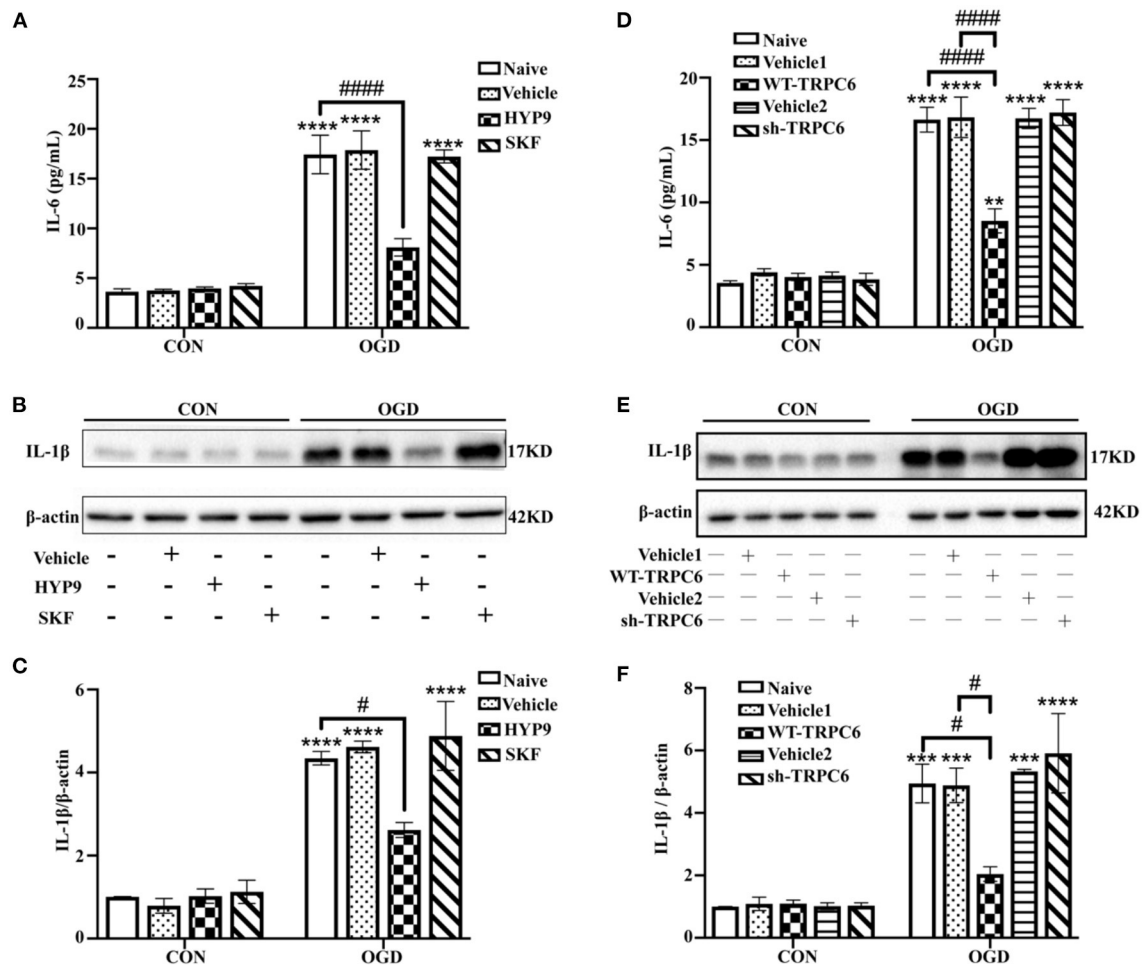 A
IL-6 (pg/mL)
25
20
15
10
5
0
####
**** ****
****
CON
OGD
Naive
Vehicle
HYP9
SKF
B
CON
OGD
IL-1β
17KD
β-actin
42KD
Vehicle - + - - - + - -
HYP9 - - + - - - + -
SKF - - - + - - - +
C
IL-1β/β-actin
6
4
2
0
#
**** ****
****
CON
OGD
Naive
Vehicle
HYP9
SKF
D
IL-6 (pg/mL)
20
15
10
5
0
Naive
Vehicle1
WT-TRPC6
Vehicle2
sh-TRPC6
####
####
**** **** ** **** ****
CON
OGD
E
CON
OGD
IL-1β
17KD
β-actin
42KD
Vehicle1 — + — — — — + — — —
WT-TRPC6 — — + — — — — + — —
Vehicle2 — — — + — — — — + —
sh-TRPC6 — — — — + — — — — +
F
IL-1β / β-actin
8
6
4
2
0
Naive
Vehicle1
WT-TRPC6
Vehicle2
sh-TRPC6
#
#
*** *** *** ****
CON
OGD